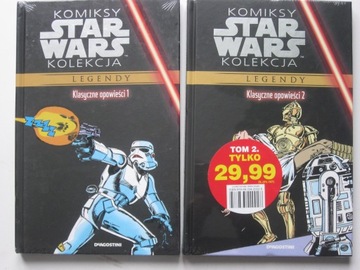 KOMIKSY
STAR
WARS
KOLEKCJA
LEGENDY
Klasyczne opowieści 1
DEAGOSTINI
KOMIKSY
STAR
WARS
KOLEKCJA
LEGENDY
Klasyczne opowieści 2
TOM 2.
TYLKO
29,99
DEAGOSTINI